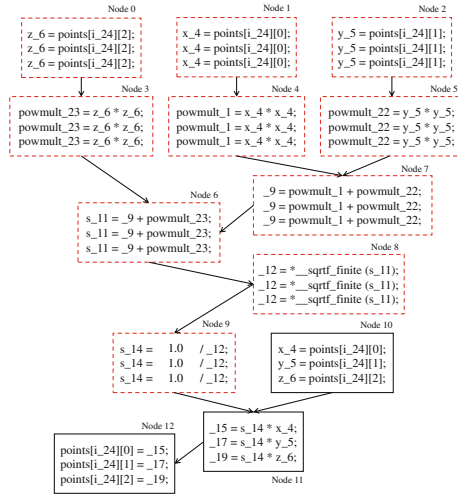 Node 0
Node 1
Node 2
z_6 = points[i_24][2];
z_6 = points[i_24][2];
z_6 = points[i_24][2];
x_4 = points[i_24][0];
x_4 = points[i_24][0];
x_4 = points[i_24][0];
y_5 = points[i_24][1];
y_5 = points[i_24][1];
y_5 = points[i_24][1];
Node 3
Node 4
Node 5
powmult_23 = z_6 * z_6;
powmult_23 = z_6 * z_6;
powmult_23 = z_6 * z_6;
powmult_1 = x_4 * x_4;
powmult_1 = x_4 * x_4;
powmult_1 = x_4 * x_4;
powmult_22 = y_5 * y_5;
powmult_22 = y_5 * y_5;
powmult_22 = y_5 * y_5;
Node 6
Node 7
s_11 = _9 + powmult_23;
s_11 = _9 + powmult_23;
s_11 = _9 + powmult_23;
_9 = powmult_1 + powmult_22;
_9 = powmult_1 + powmult_22;
_9 = powmult_1 + powmult_22;
Node 8
_12 = *__sqrtf_finite (s_11);
_12 = *__sqrtf_finite (s_11);
_12 = *__sqrtf_finite (s_11);
Node 9
Node 10
s_14 = 1.0 / _12;
s_14 = 1.0 / _12;
s_14 = 1.0 / _12;
x_4 = points[i_24][0];
y_5 = points[i_24][1];
z_6 = points[i_24][2];
Node 12
points[i_24][0] = _15;
points[i_24][1] = _17;
points[i_24][2] = _19;
_15 = s_14 * x_4;
_17 = s_14 * y_5;
_19 = s_14 * z_6;
Node 11